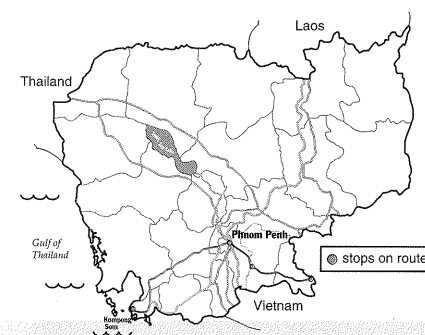 Laos
Thailand
Gulf of
Thailand
Phnom Penh
stops on route
Vietnam
Kompong
Som